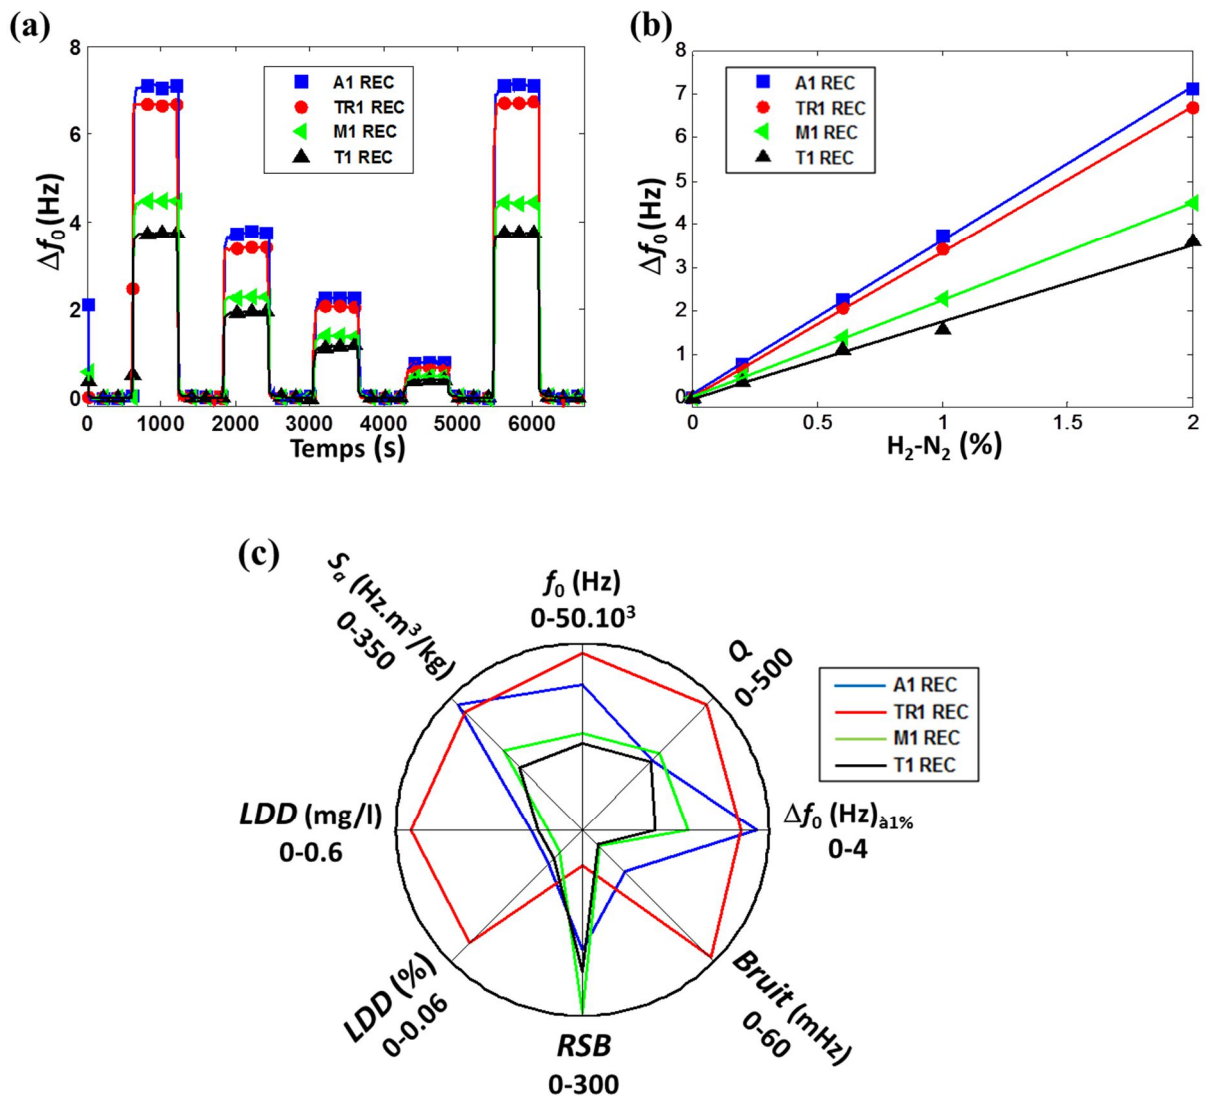 (a)
8
6
4
2
0
Δf₀ (Hz)
A1 REC
TR1 REC
M1 REC
T1 REC
0 1000 2000 3000 4000 5000 6000
Temps (s)
(b)
8
7
6
5
4
3
2
1
0
Δf₀ (Hz)
A1 REC
TR1 REC
M1 REC
T1 REC
0 0.5 1 1.5 2
H₂-N₂ (%)
(c)
f₀ (Hz)
0-50.10³
Q
0-500
Δf₀ (Hz)à1%
0-4
Bruit (mHz)
0-60
RSB
0-300
LDD (%)
0-0.06
LDD (mg/l)
0-0.6
Sₐ (Hz.m³/kg)
0-350
A1 REC
TR1 REC
M1 REC
T1 REC